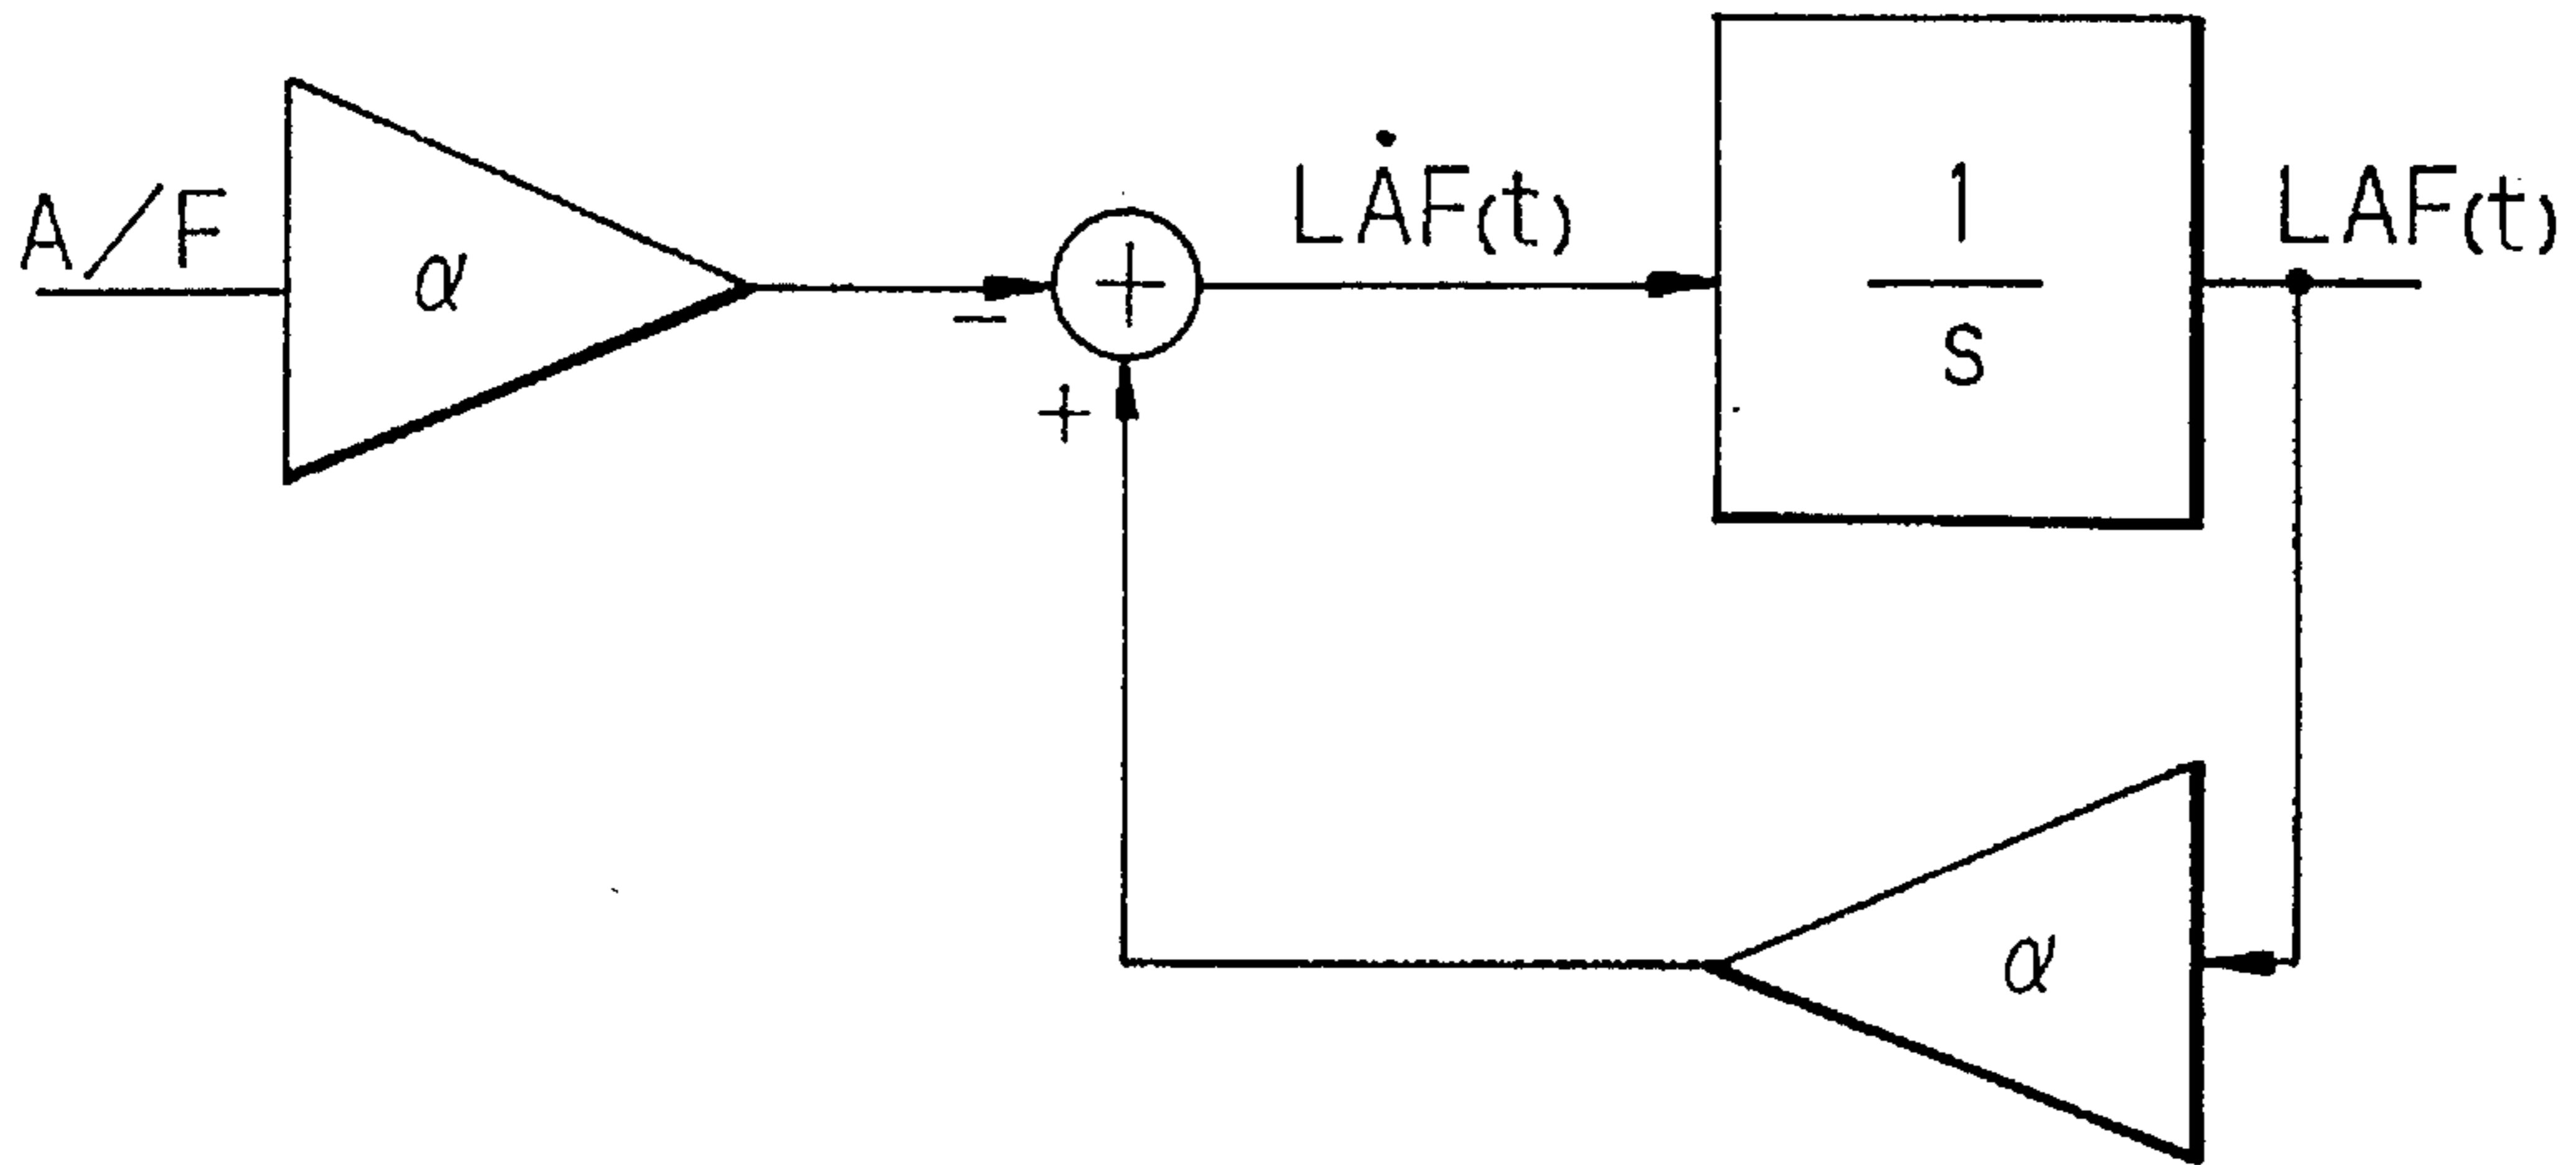 A/F
α
−
+
+
LȦF(t)
1
s
LAF(t)
α